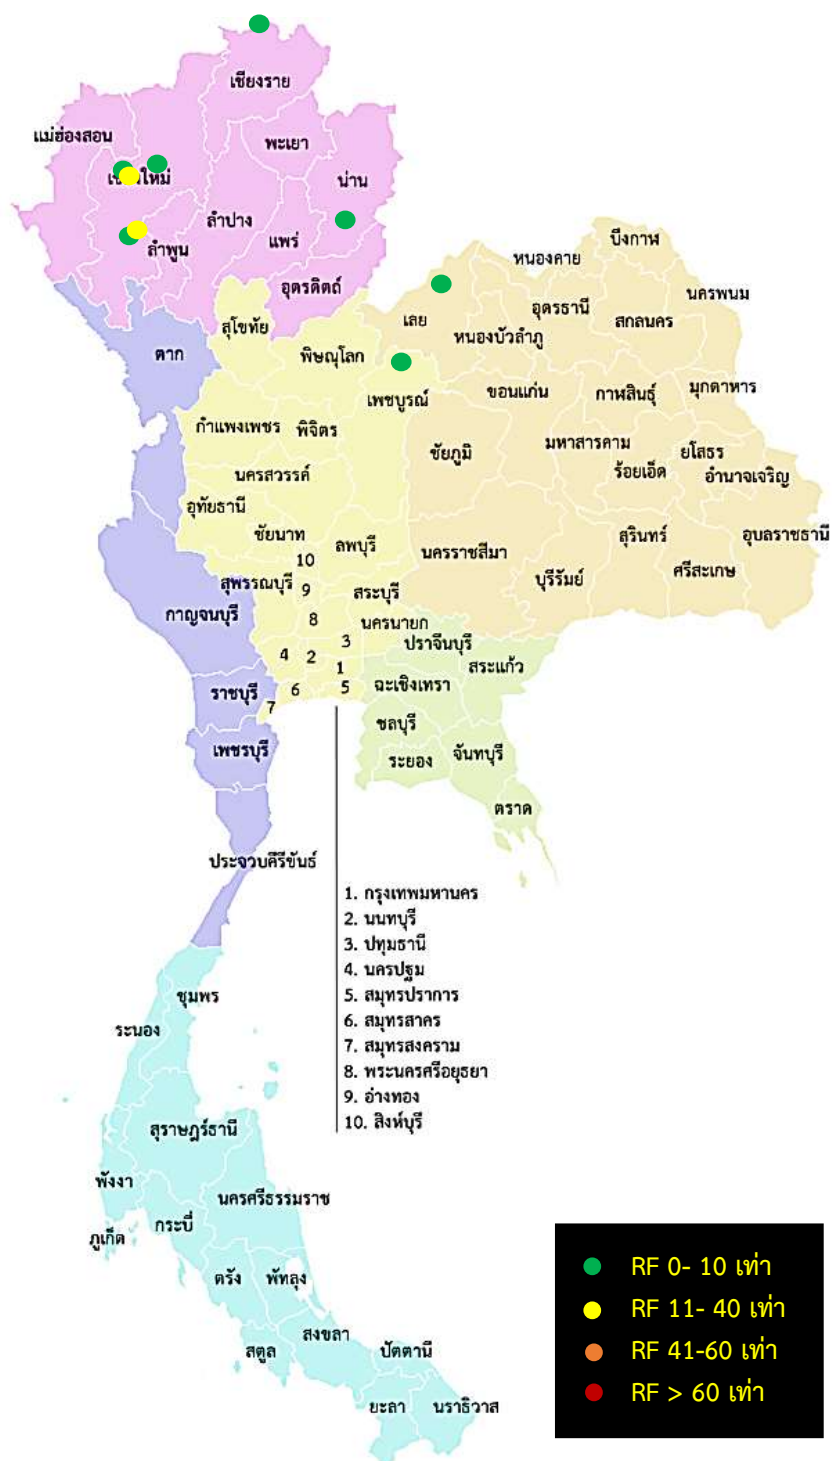 เชียงราย
แม่ฮ่องสอน
พะเยา
น่าน
ลำปาง
ลำพูน
แพร่
อุตรดิตถ์
บึงกาฬ
หนองคาย
นครพนม
อุดรธานี
สกลนคร
เลย
หนองบัวลำภู
สุโขทัย
พิษณุโลก
ตาก
เพชบูรณ์
ขอนแก่น
กาฬสินธุ์
มุกดาหาร
กำแพงเพชร
พิจิตร
ชัยภูมิ
มหาสารคาม
ยโสธร
ร้อยเอ็ด
อำนาจเจริญ
นครสวรรค์
อุทัยธานี
ชัยนาท
ลพบุรี
นครราชสีมา
สุรินทร์
อุบลราชธานี
บุรีรัมย์
ศรีสะเกษ
10
สุพรรณบุรี
9
สระบุรี
กาญจนบุรี
8
นครนายก
3
ปราจีนบุรี
4
2
1
สระแก้ว
ราชบุรี
6
5
ฉะเชิงเทรา
7
ชลบุรี
เพชรบุรี
ระยอง
จันทบุรี
ตราด
ประจวบคีรีขันธ์
1. กรุงเทพมหานคร
2. นนทบุรี
3. ปทุมธานี
4. นครปฐม
5. สมุทรปราการ
6. สมุทรสาคร
7. สมุทรสงคราม
8. พระนครศรีอยุธยา
9. อ่างทอง
10. สิงห์บุรี
ชุมพร
ระนอง
สุราษฎร์ธานี
พังงา
นครศรีธรรมราช
กระบี่
ภูเก็ต
ตรัง
พัทลุง
สงขลา
สตูล
ปัตตานี
ยะลา
นราธิวาส
RF 0- 10 เท่า
RF 11- 40 เท่า
RF 41-60 เท่า
RF > 60 เท่า